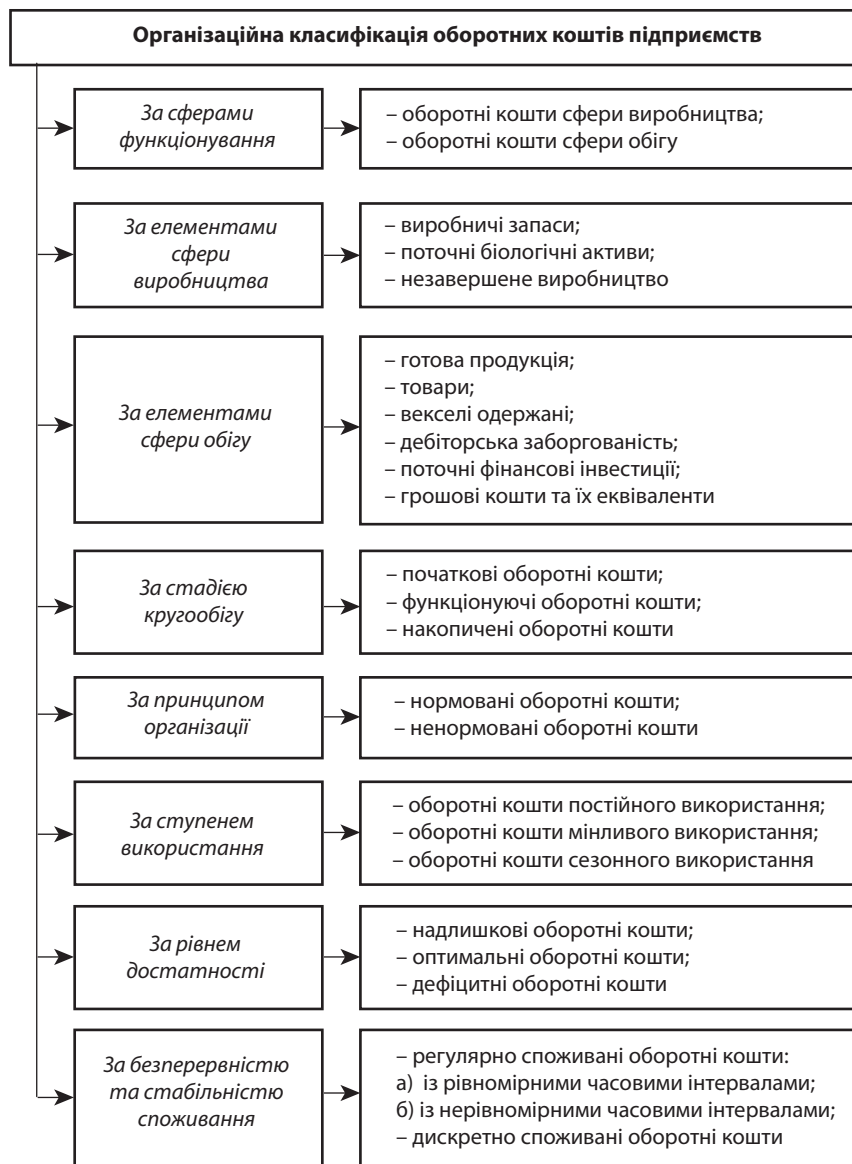 Організаційна класифікація оборотних коштів підприємств
За сферами
функціонування
– оборотні кошти сфери виробництва;
– оборотні кошти сфери обігу
За елементами
сфери
виробництва
– виробничі запаси;
– поточні біологічні активи;
– незавершене виробництво
За елементами
сфери обігу
– готова продукція;
– товари;
– векселі одержані;
– дебіторська заборгованість;
– поточні фінансові інвестиції;
– грошові кошти та їх еквіваленти
За стадією
кругообігу
– початкові оборотні кошти;
– функціонуючі оборотні кошти;
– накопичені оборотні кошти
За принципом
організації
– нормовані оборотні кошти;
– ненормовані оборотні кошти
За ступенем
використання
– оборотні кошти постійного використання;
– оборотні кошти мінливого використання;
– оборотні кошти сезонного використання
За рівнем
достатності
– надлишкові оборотні кошти;
– оптимальні оборотні кошти;
– дефіцитні оборотні кошти
За безперервністю
та стабільністю
споживання
– регулярно споживані оборотні кошти:
а) із рівномірними часовими інтервалами;
б) із нерівномірними часовими інтервалами;
– дискретно споживані оборотні кошти